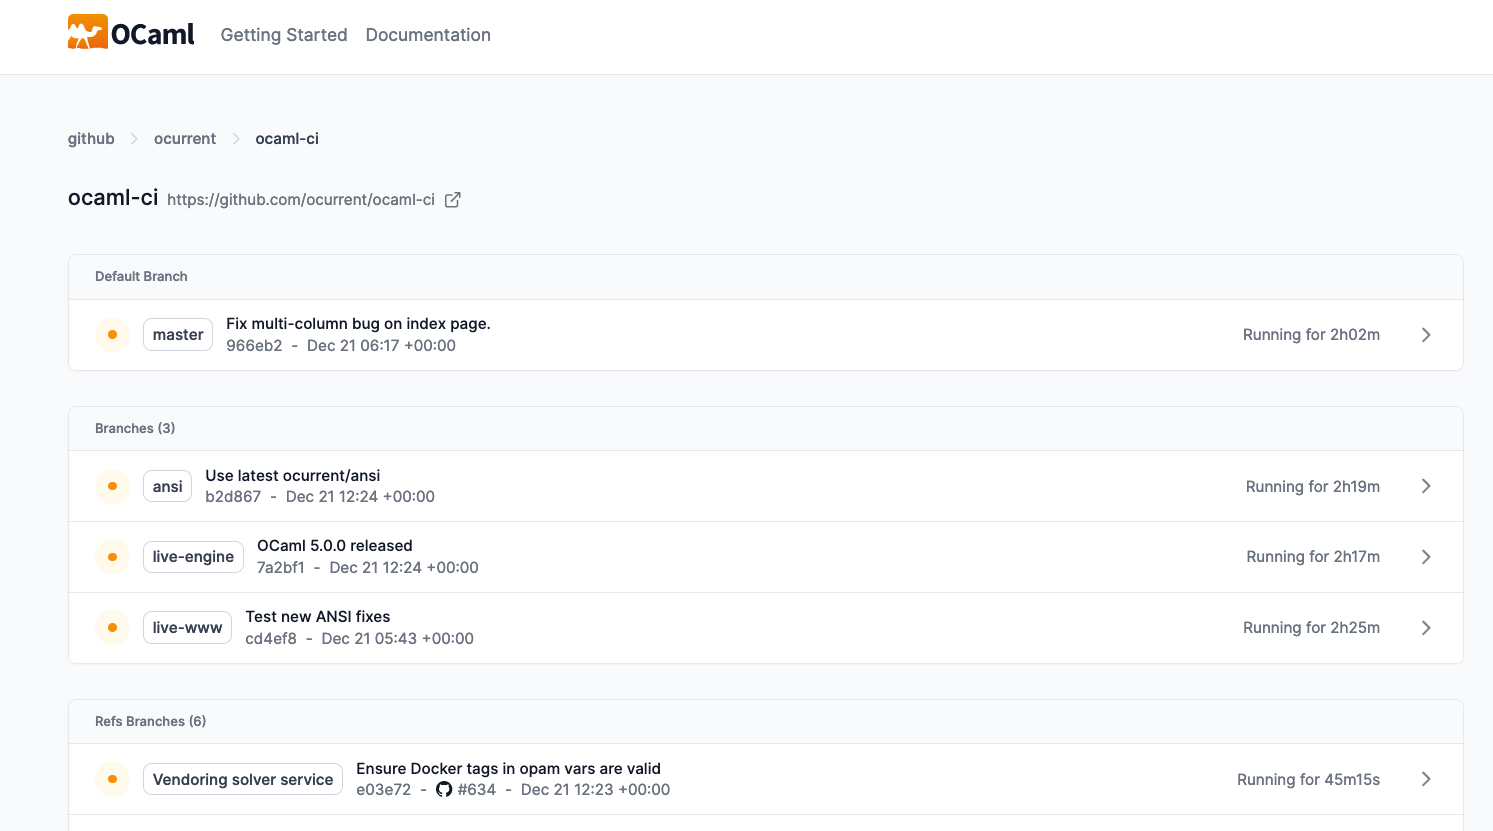 OCaml Getting Started Documentation
github ocurrent ocaml-ci
ocaml-ci https://github.com/ocurrent/ocaml-ci
Default Branch
master Fix multi-column bug on index page. Running for 2h02m
966eb2 - Dec 21 06:17 +00:00
Branches (3)
ansi Use latest ocurrent/ansi Running for 2h19m
b2d867 - Dec 21 12:24 +00:00
live-engine OCaml 5.0.0 released Running for 2h17m
7a2bf1 - Dec 21 12:24 +00:00
live-www Test new ANSI fixes Running for 2h25m
cd4ef8 - Dec 21 05:43 +00:00
Refs Branches (6)
Vendoring solver service Ensure Docker tags in opam vars are valid Running for 45m15s
e03e72 - #634 - Dec 21 12:23 +00:00